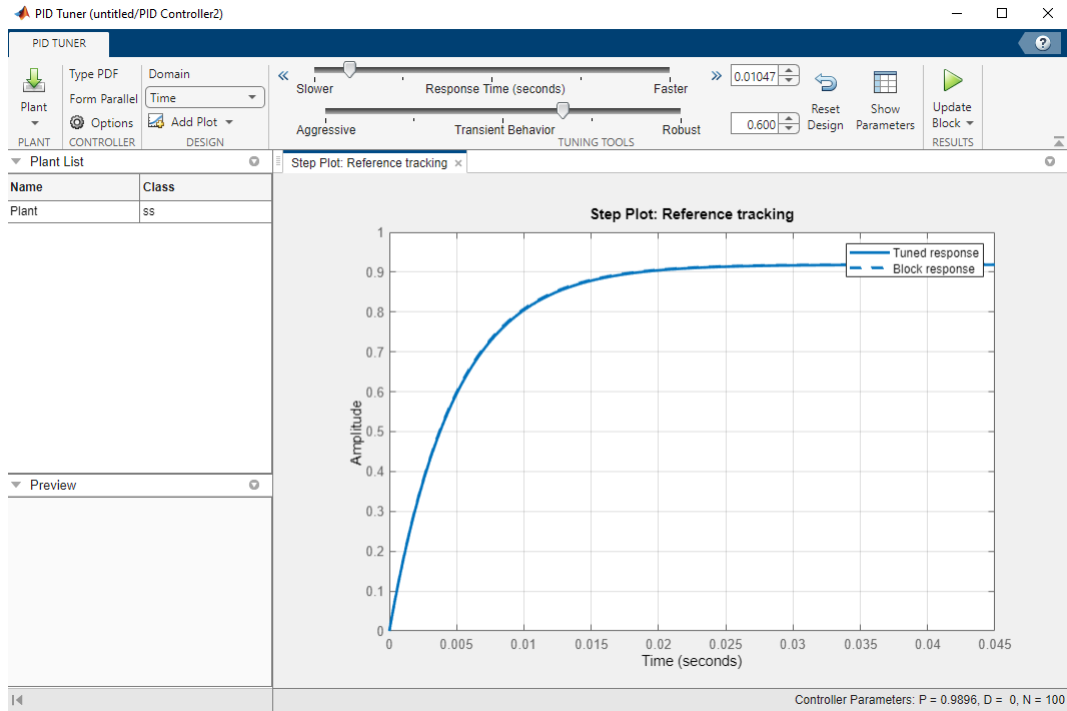 PID Tuner (untitled/PID Controller2)
PID TUNER
?
Plant
PLANT
Type PDF
Form Parallel
Options
CONTROLLER
Domain
Time
Add Plot
DESIGN
Slower
Response Time (seconds)
Faster
0.01047
Aggressive
Transient Behavior
Robust
0.600
TUNING TOOLS
Reset
Design
Show
Parameters
Update
Block
RESULTS
Plant List
Name Class
Plant ss
Preview
Step Plot: Reference tracking
Step Plot: Reference tracking
Tuned response
Block response
Amplitude
1
0.9
0.8
0.7
0.6
0.5
0.4
0.3
0.2
0.1
0
0 0.005 0.01 0.015 0.02 0.025 0.03 0.035 0.04 0.045
Time (seconds)
Controller Parameters: P = 0.9896, D = 0, N = 100